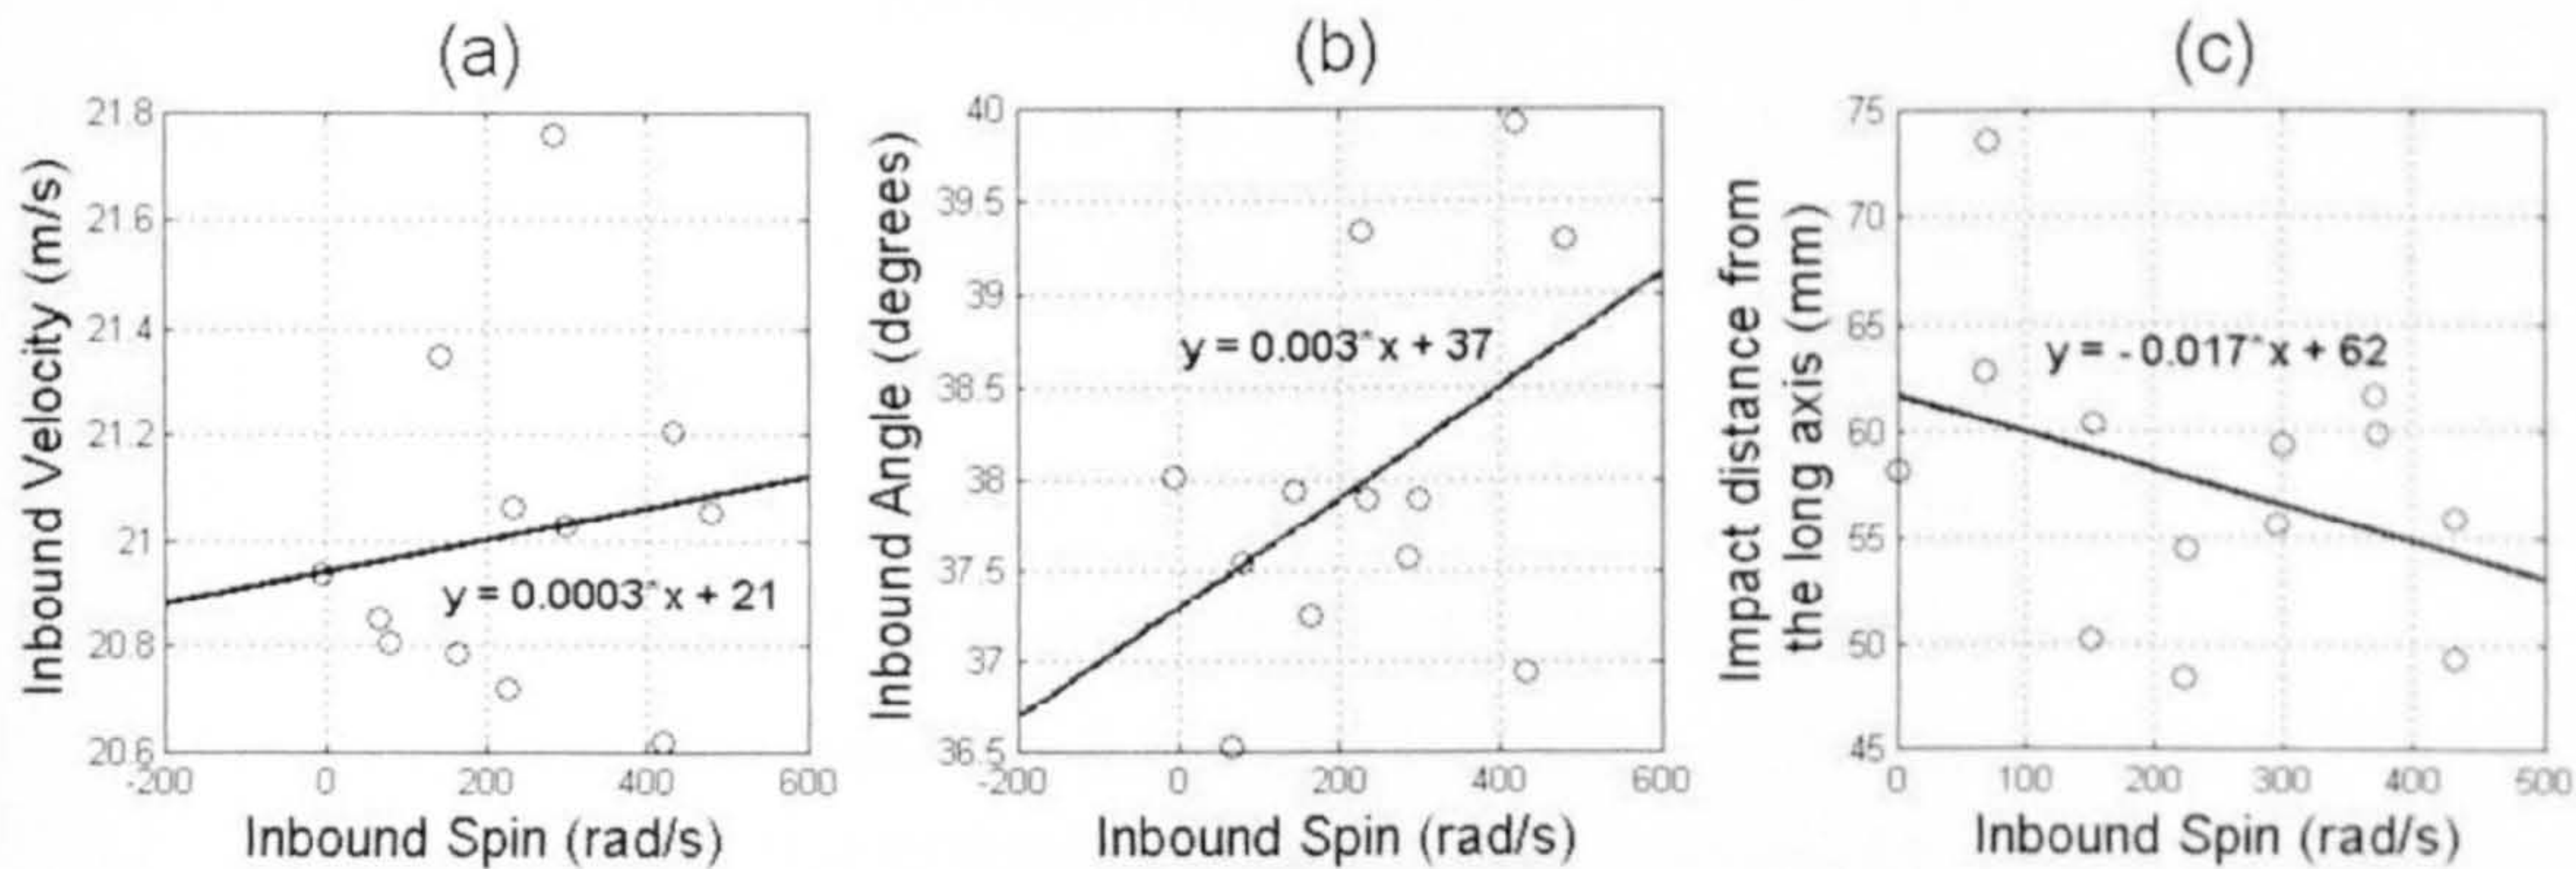 (a)
(b)
(c)
Inbound Velocity (m/s)
21.8
21.6
21.4
21.2
21
20.8
20.6
-200
0
200
400
600
y = 0.0003*x + 21
Inbound Spin (rad/s)
Inbound Angle (degrees)
40
39.5
39
38.5
38
37.5
37
36.5
-200
0
200
400
600
y = 0.003*x + 37
Inbound Spin (rad/s)
Impact distance from
the long axis (mm)
75
70
65
60
55
50
45
0
100
200
300
400
500
y = - 0.017*x + 62
Inbound Spin (rad/s)